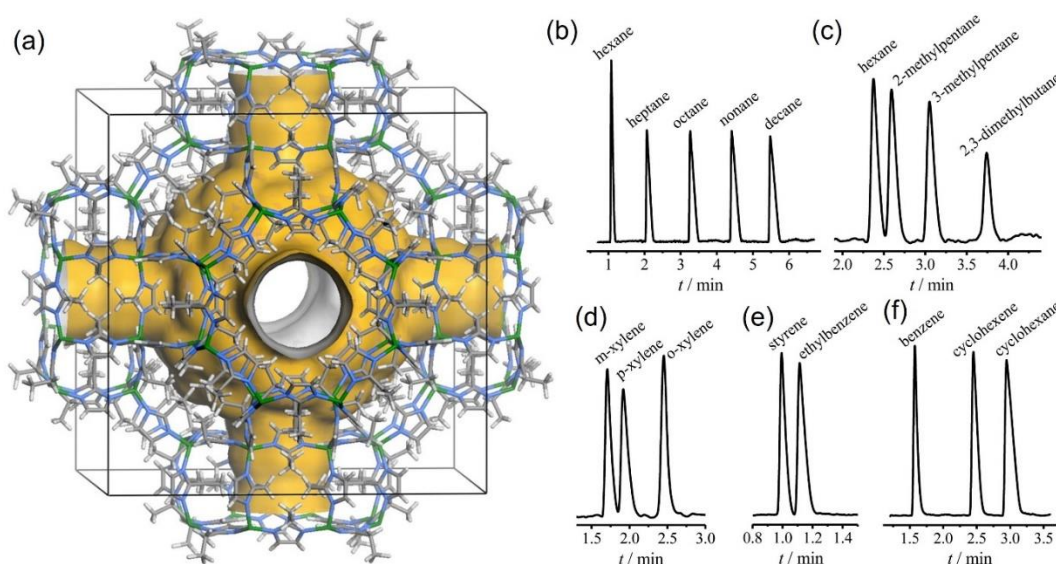 (a)
(b)
hexane
heptane
octane
nonane
decane
1 2 3 4 5 6
t / min
(c)
hexane
2-methylpentane
3-methylpentane
2,3-dimethylbutane
2.0 2.5 3.0 3.5 4.0
t / min
(d)
m-xylene
p-xylene
o-xylene
1.5 2.0 2.5 3.0
t / min
(e)
styrene
ethylbenzene
0.8 1.0 1.2 1.4
t / min
(f)
benzene
cyclohexene
cyclohexane
1.5 2.0 2.5 3.0 3.5
t / min